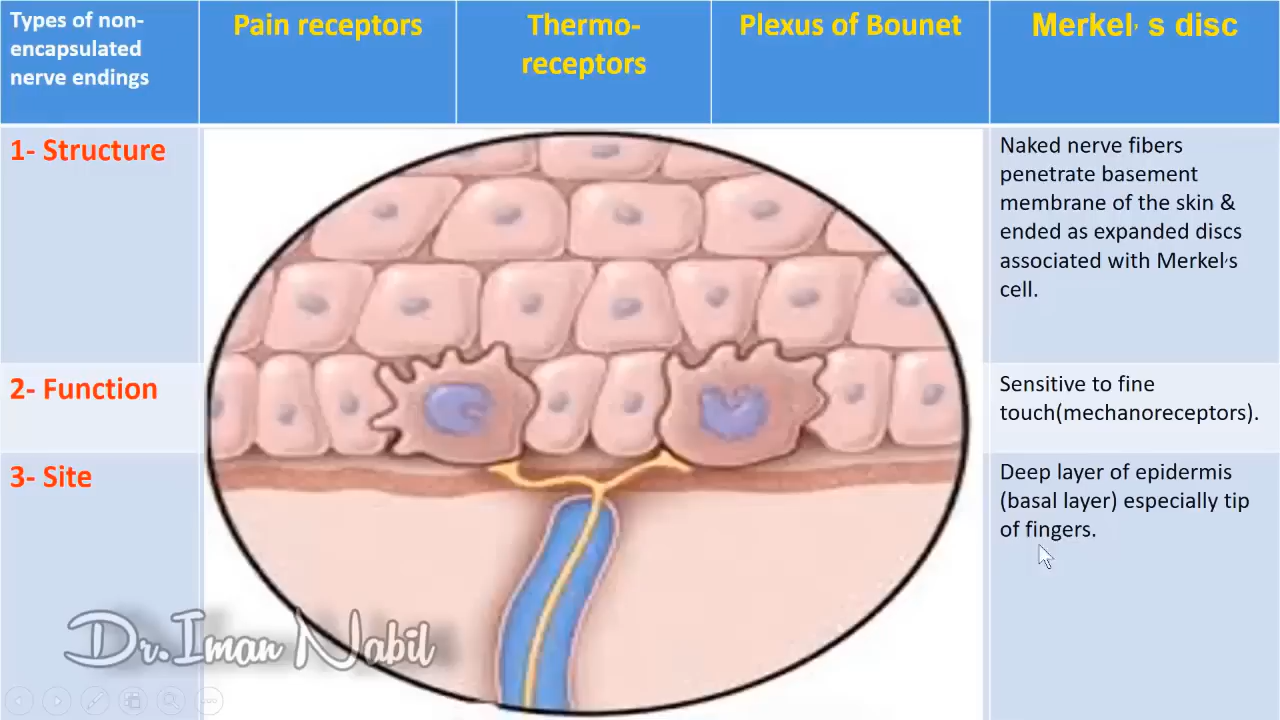 Types of non-
encapsulated
nerve endings
Pain receptors
Thermo-
receptors
Plexus of Bounet
Merkel, s disc
1- Structure
Naked nerve fibers
penetrate basement
membrane of the skin &
ended as expanded discs
associated with Merkel،s
cell.
2- Function
Sensitive to fine
touch(mechanoreceptors).
3- Site
Deep layer of epidermis
(basal layer) especially tip
of fingers.
Dr.Iman Nabil